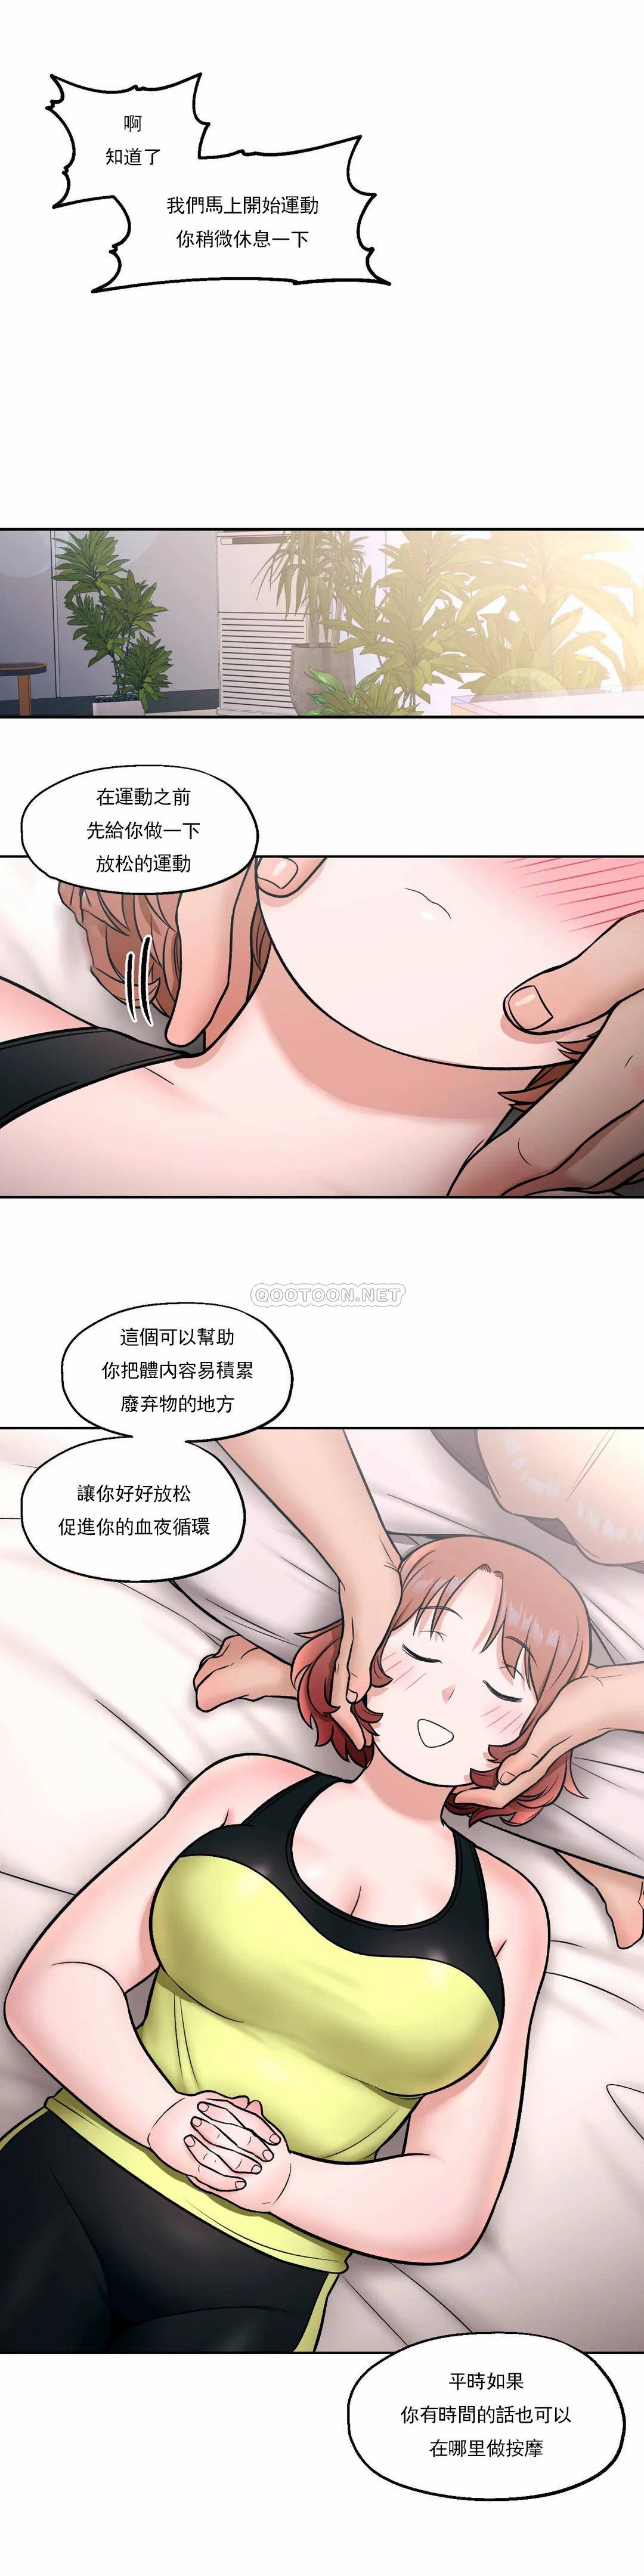 啊
知道了
我們馬上開始運動
你稍微休息一下
在運動之前
先給你做一下
放松的運動
QOOTOON.NET
這個可以幫助
你把體内容易積累
廢弃物的地方
讓你好好放松
促進你的血夜循環
平時如果
你有時間的話也可以
在哪里做按摩